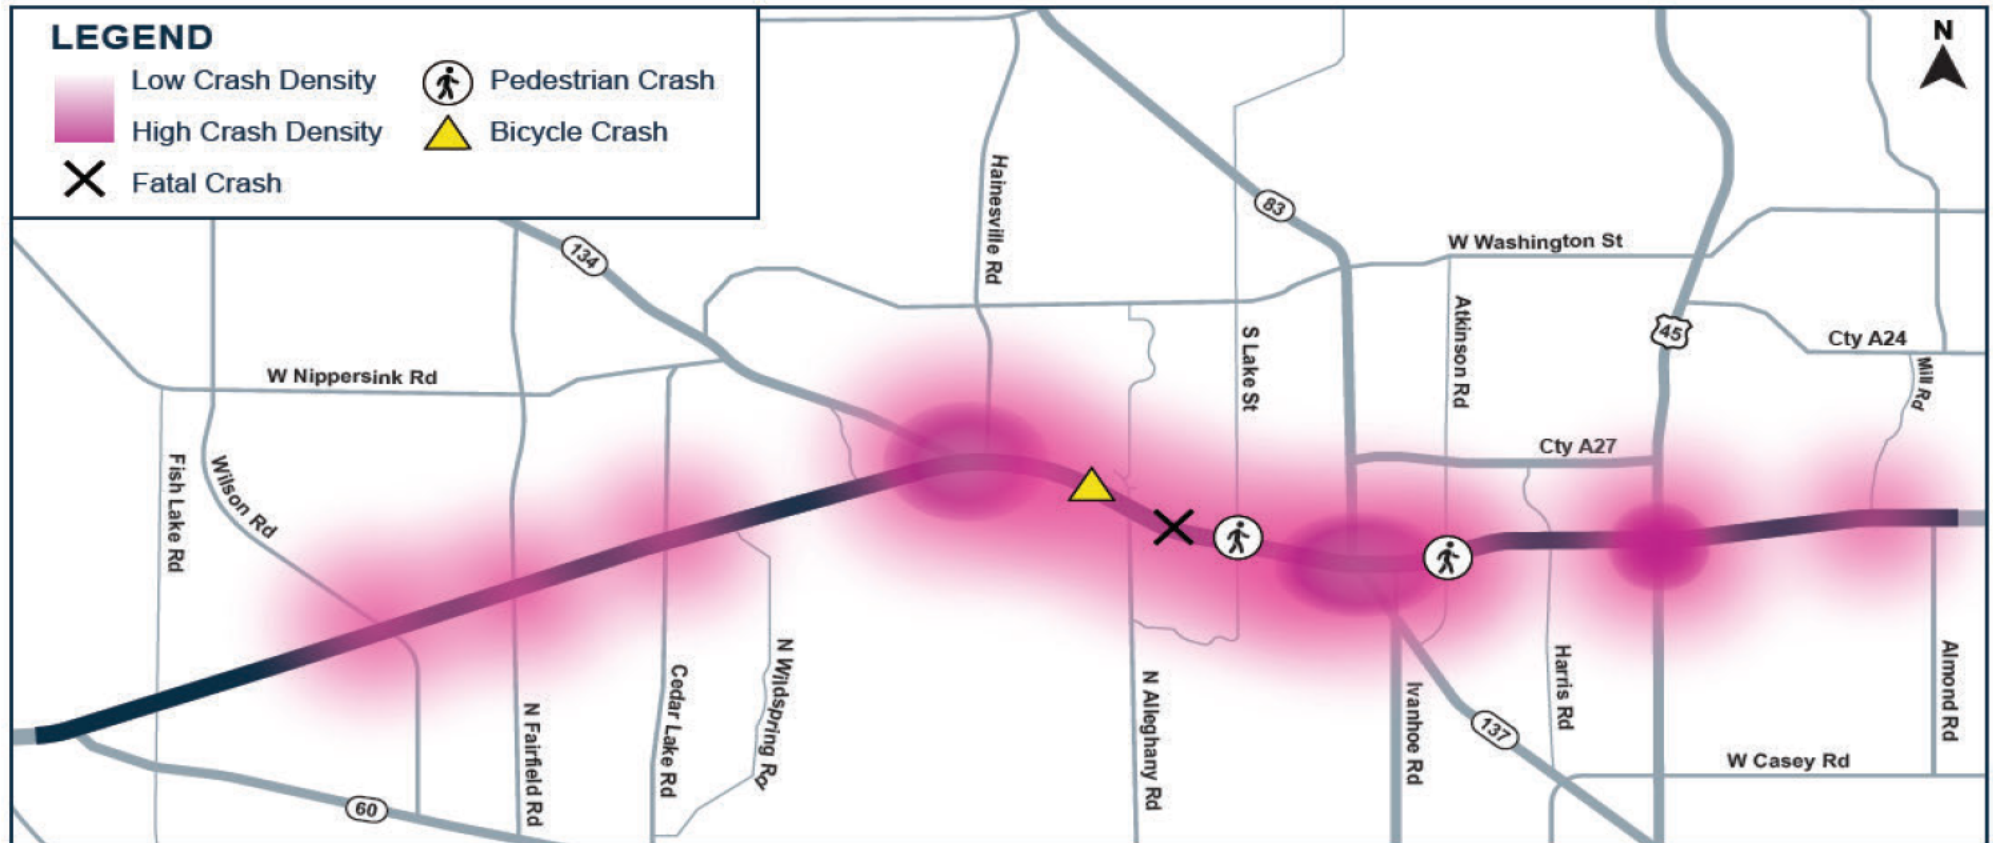 LEGEND
Low Crash Density
High Crash Density
Fatal Crash
Pedestrian Crash
Bicycle Crash
N
134
83
45
Hainesville Rd
W Washington St
W Nippersink Rd
S Lake St
Atkinson Rd
Cty A24
Mill Rd
Cty A27
Fish Lake Rd
Wilson Rd
N Fairfield Rd
Cedar Lake Rd
N Wildspring Rd
N Alleghany Rd
Ivanhoe Rd
Harris Rd
Almond Rd
137
W Casey Rd
60